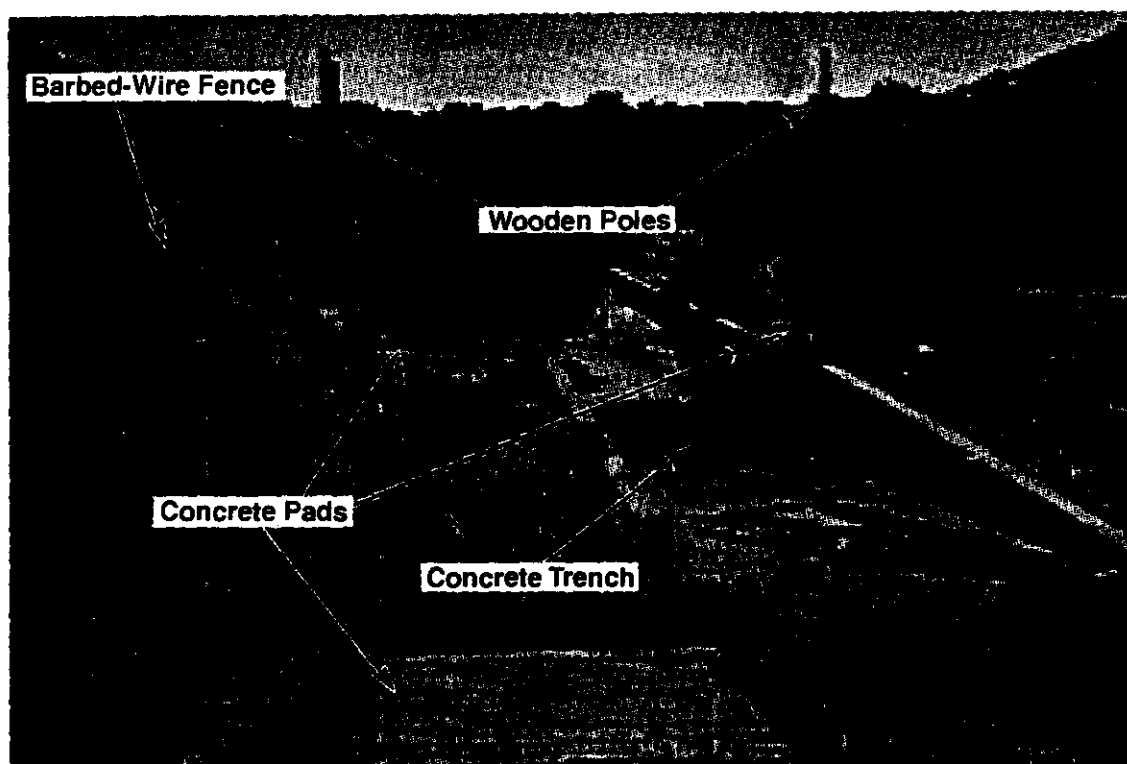 Barbed-Wire Fence
Wooden Poles
Concrete Pads
Concrete Trench